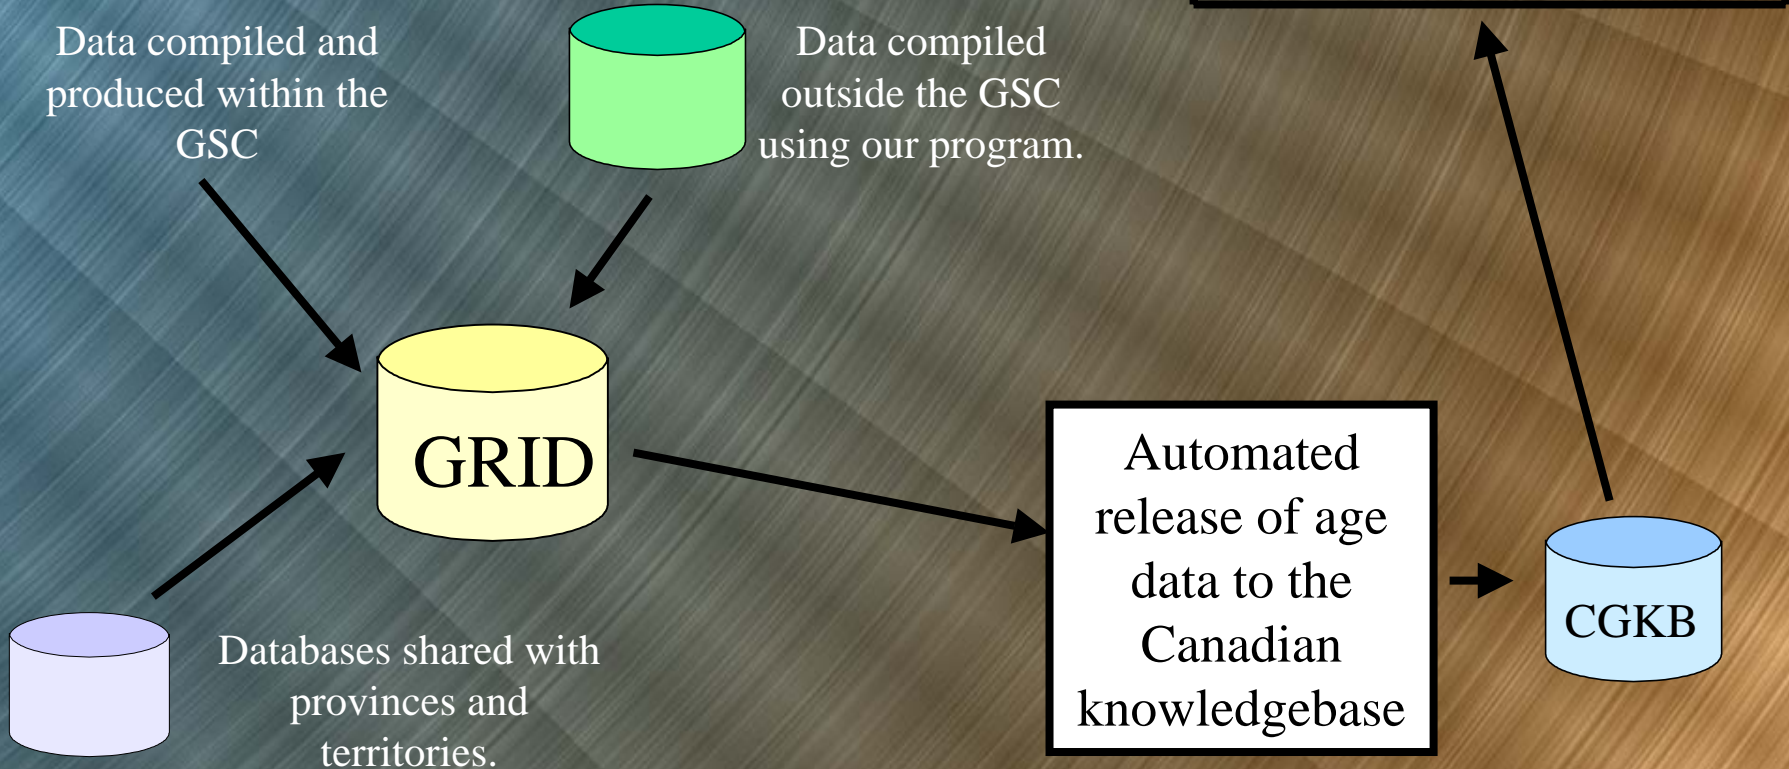 Data compiled and
produced within the
GSC
Data compiled
outside the GSC
using our program.
GRID
Automated
release of age
data to the
Canadian
knowledgebase
CGKB
Databases shared with
provinces and
territories.